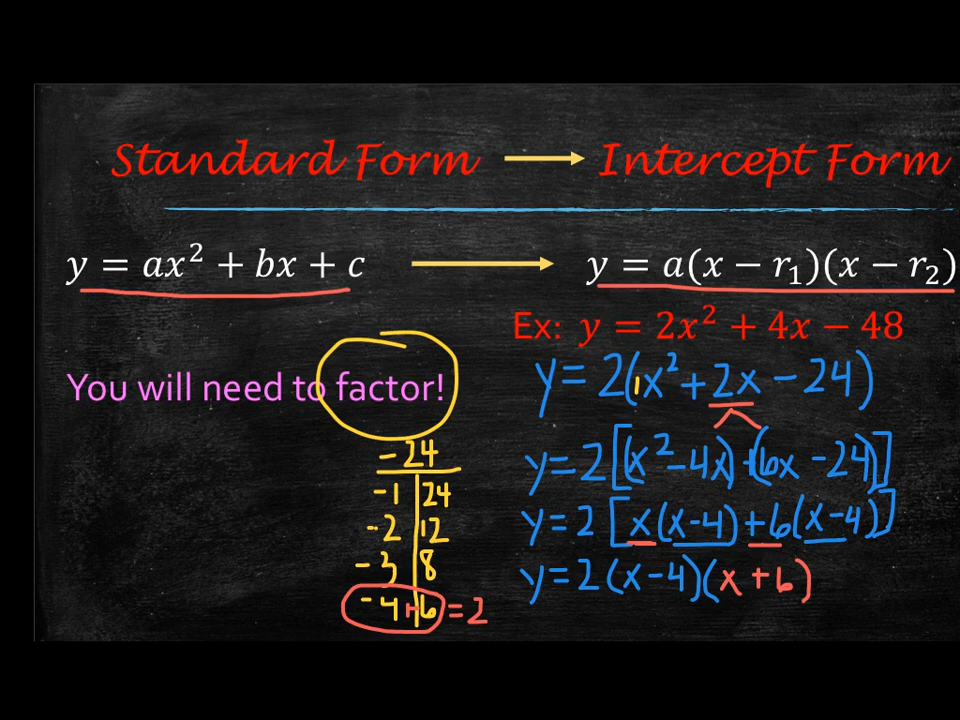 Standard Form → Intercept Form
y = ax² + bx + c → y = a(x − r₁)(x − r₂)
Ex: y = 2x² + 4x − 48
You will need to factor!
y = 2(1x² + 2x − 24)
-24
-1 | 24
-2 | 12
-3 | 8
-4 + 6 = 2
y = 2[(x² − 4x) + (6x − 24)]
y = 2[x(x−4) + 6(x−4)]
y = 2(x−4)(x+6)